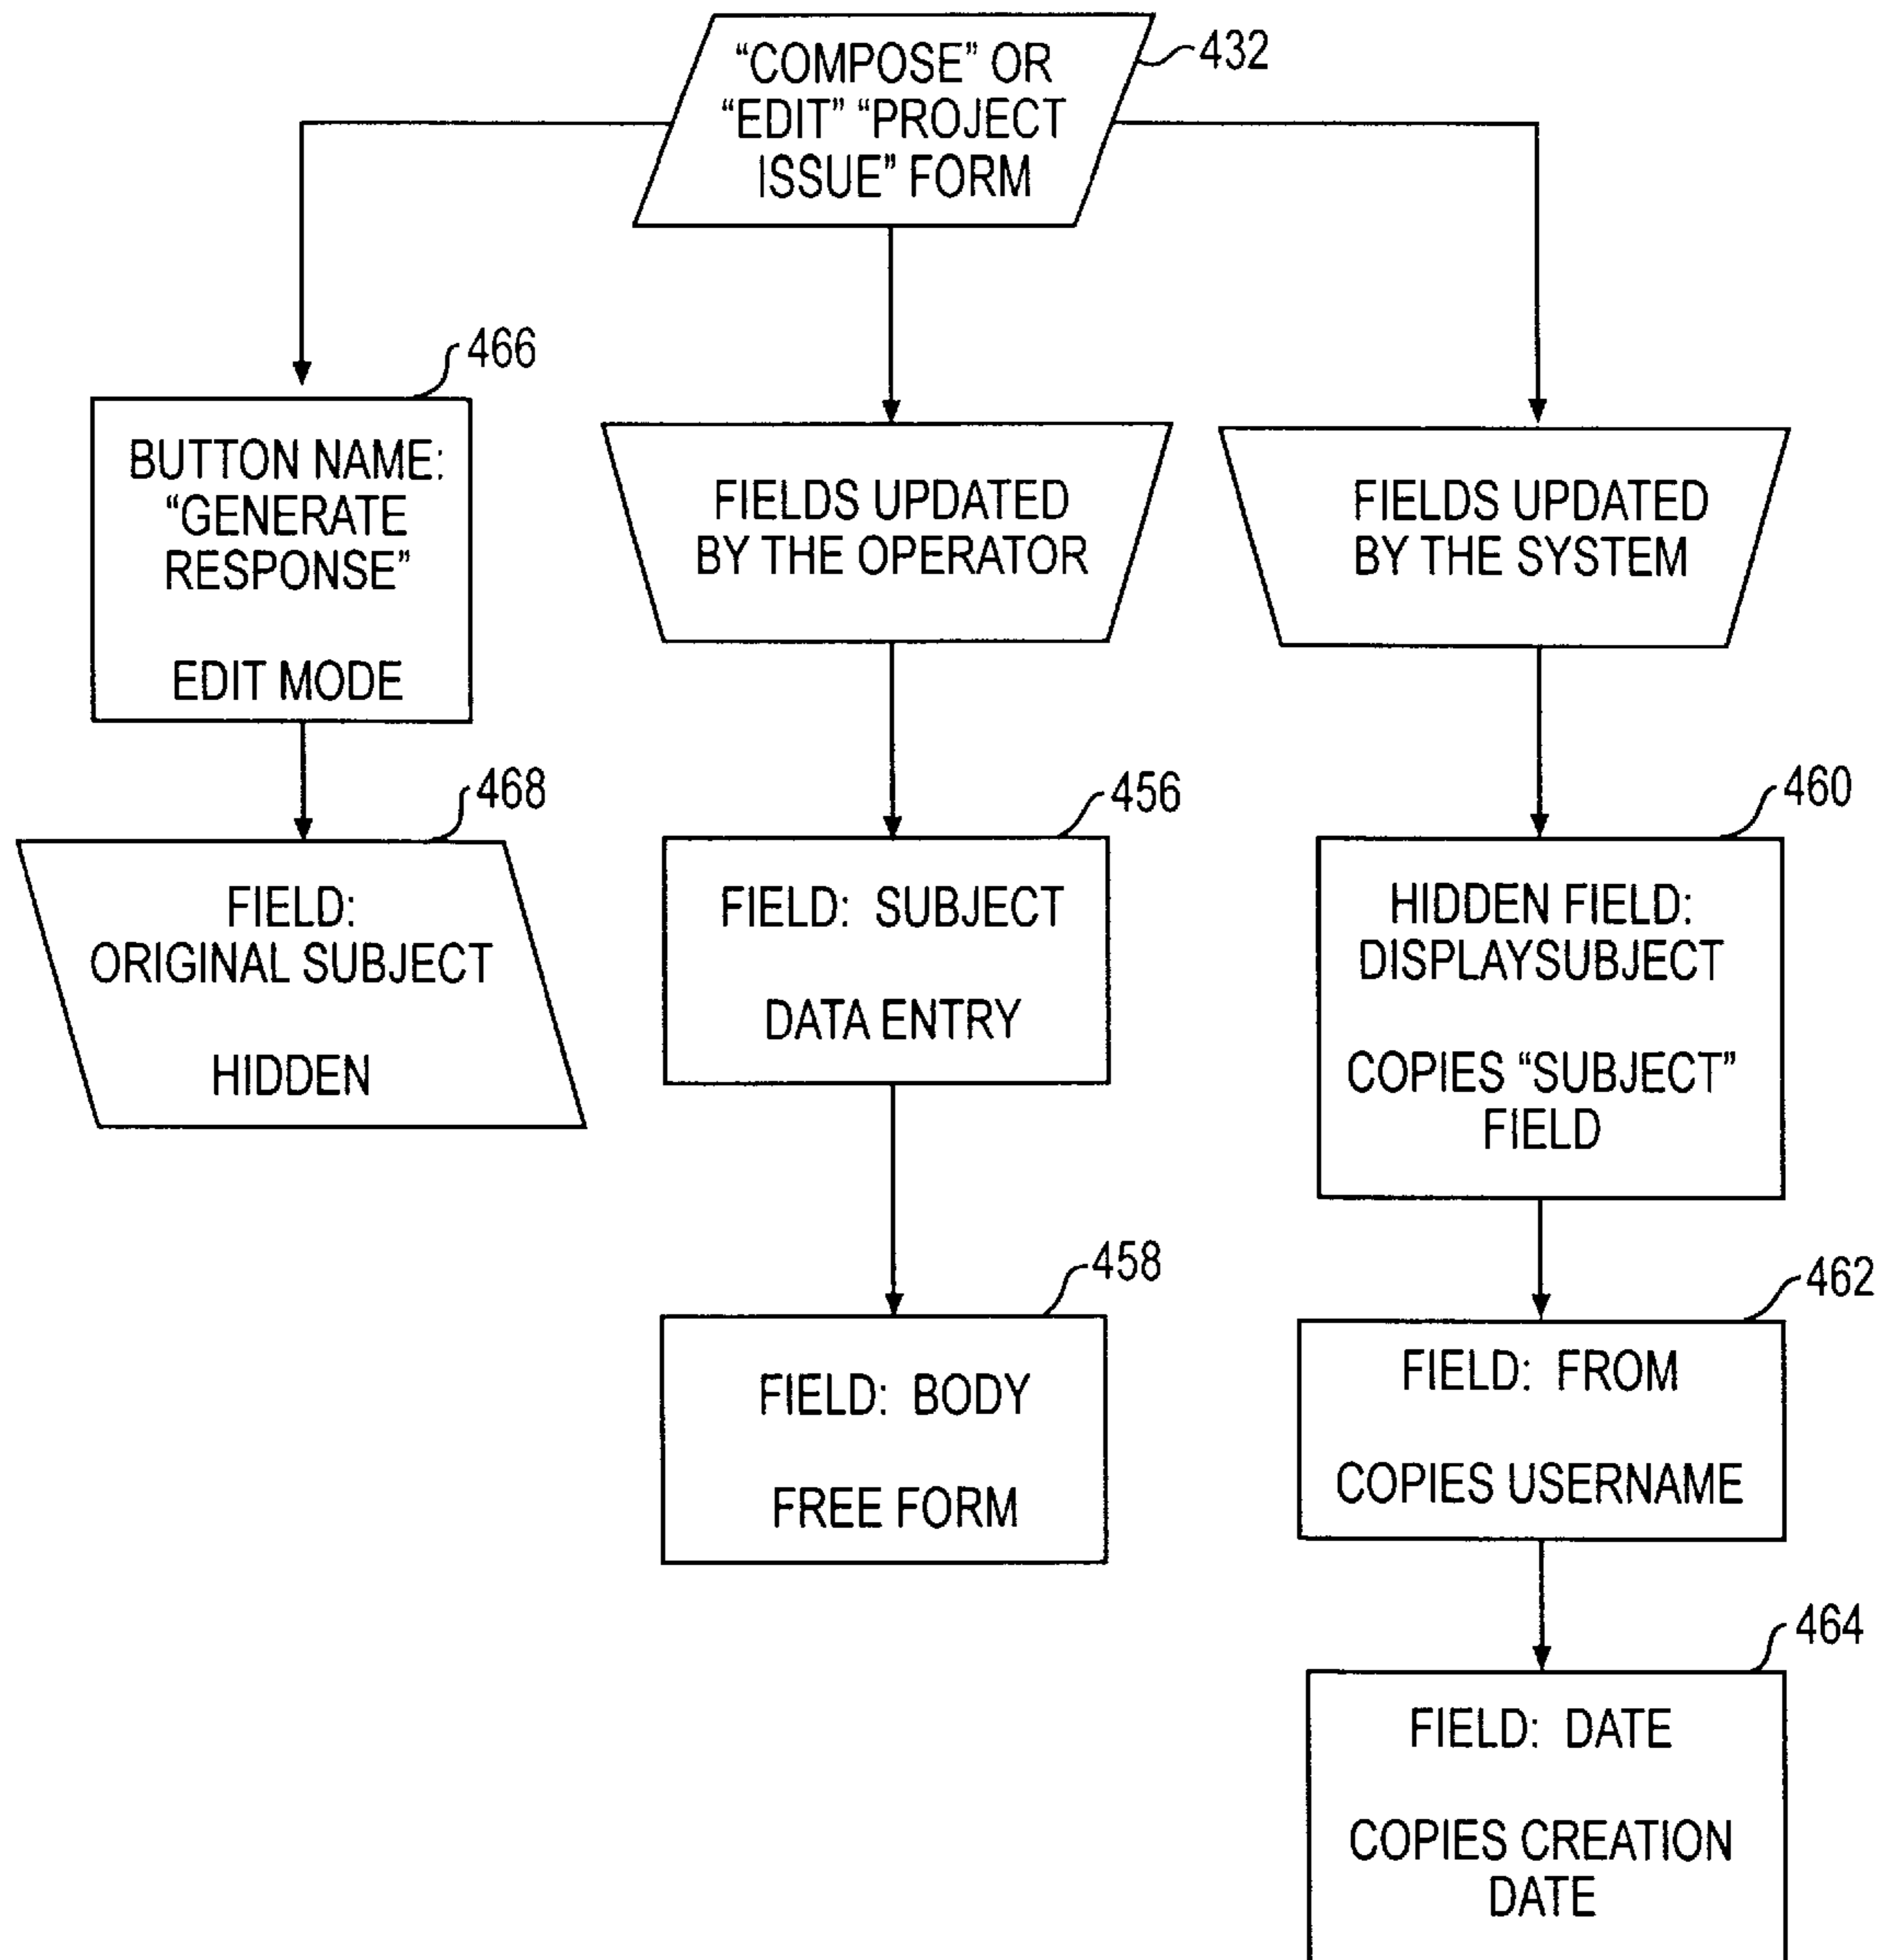 “COMPOSE” OR
“EDIT” “PROJECT
ISSUE” FORM
432
466
BUTTON NAME:
“GENERATE
RESPONSE”
EDIT MODE
468
FIELD:
ORIGINAL SUBJECT
HIDDEN
FIELDS UPDATED
BY THE OPERATOR
456
FIELD: SUBJECT
DATA ENTRY
458
FIELD: BODY
FREE FORM
FIELDS UPDATED
BY THE SYSTEM
460
HIDDEN FIELD:
DISPLAYSUBJECT
COPIES “SUBJECT”
FIELD
462
FIELD: FROM
COPIES USERNAME
464
FIELD: DATE
COPIES CREATION
DATE